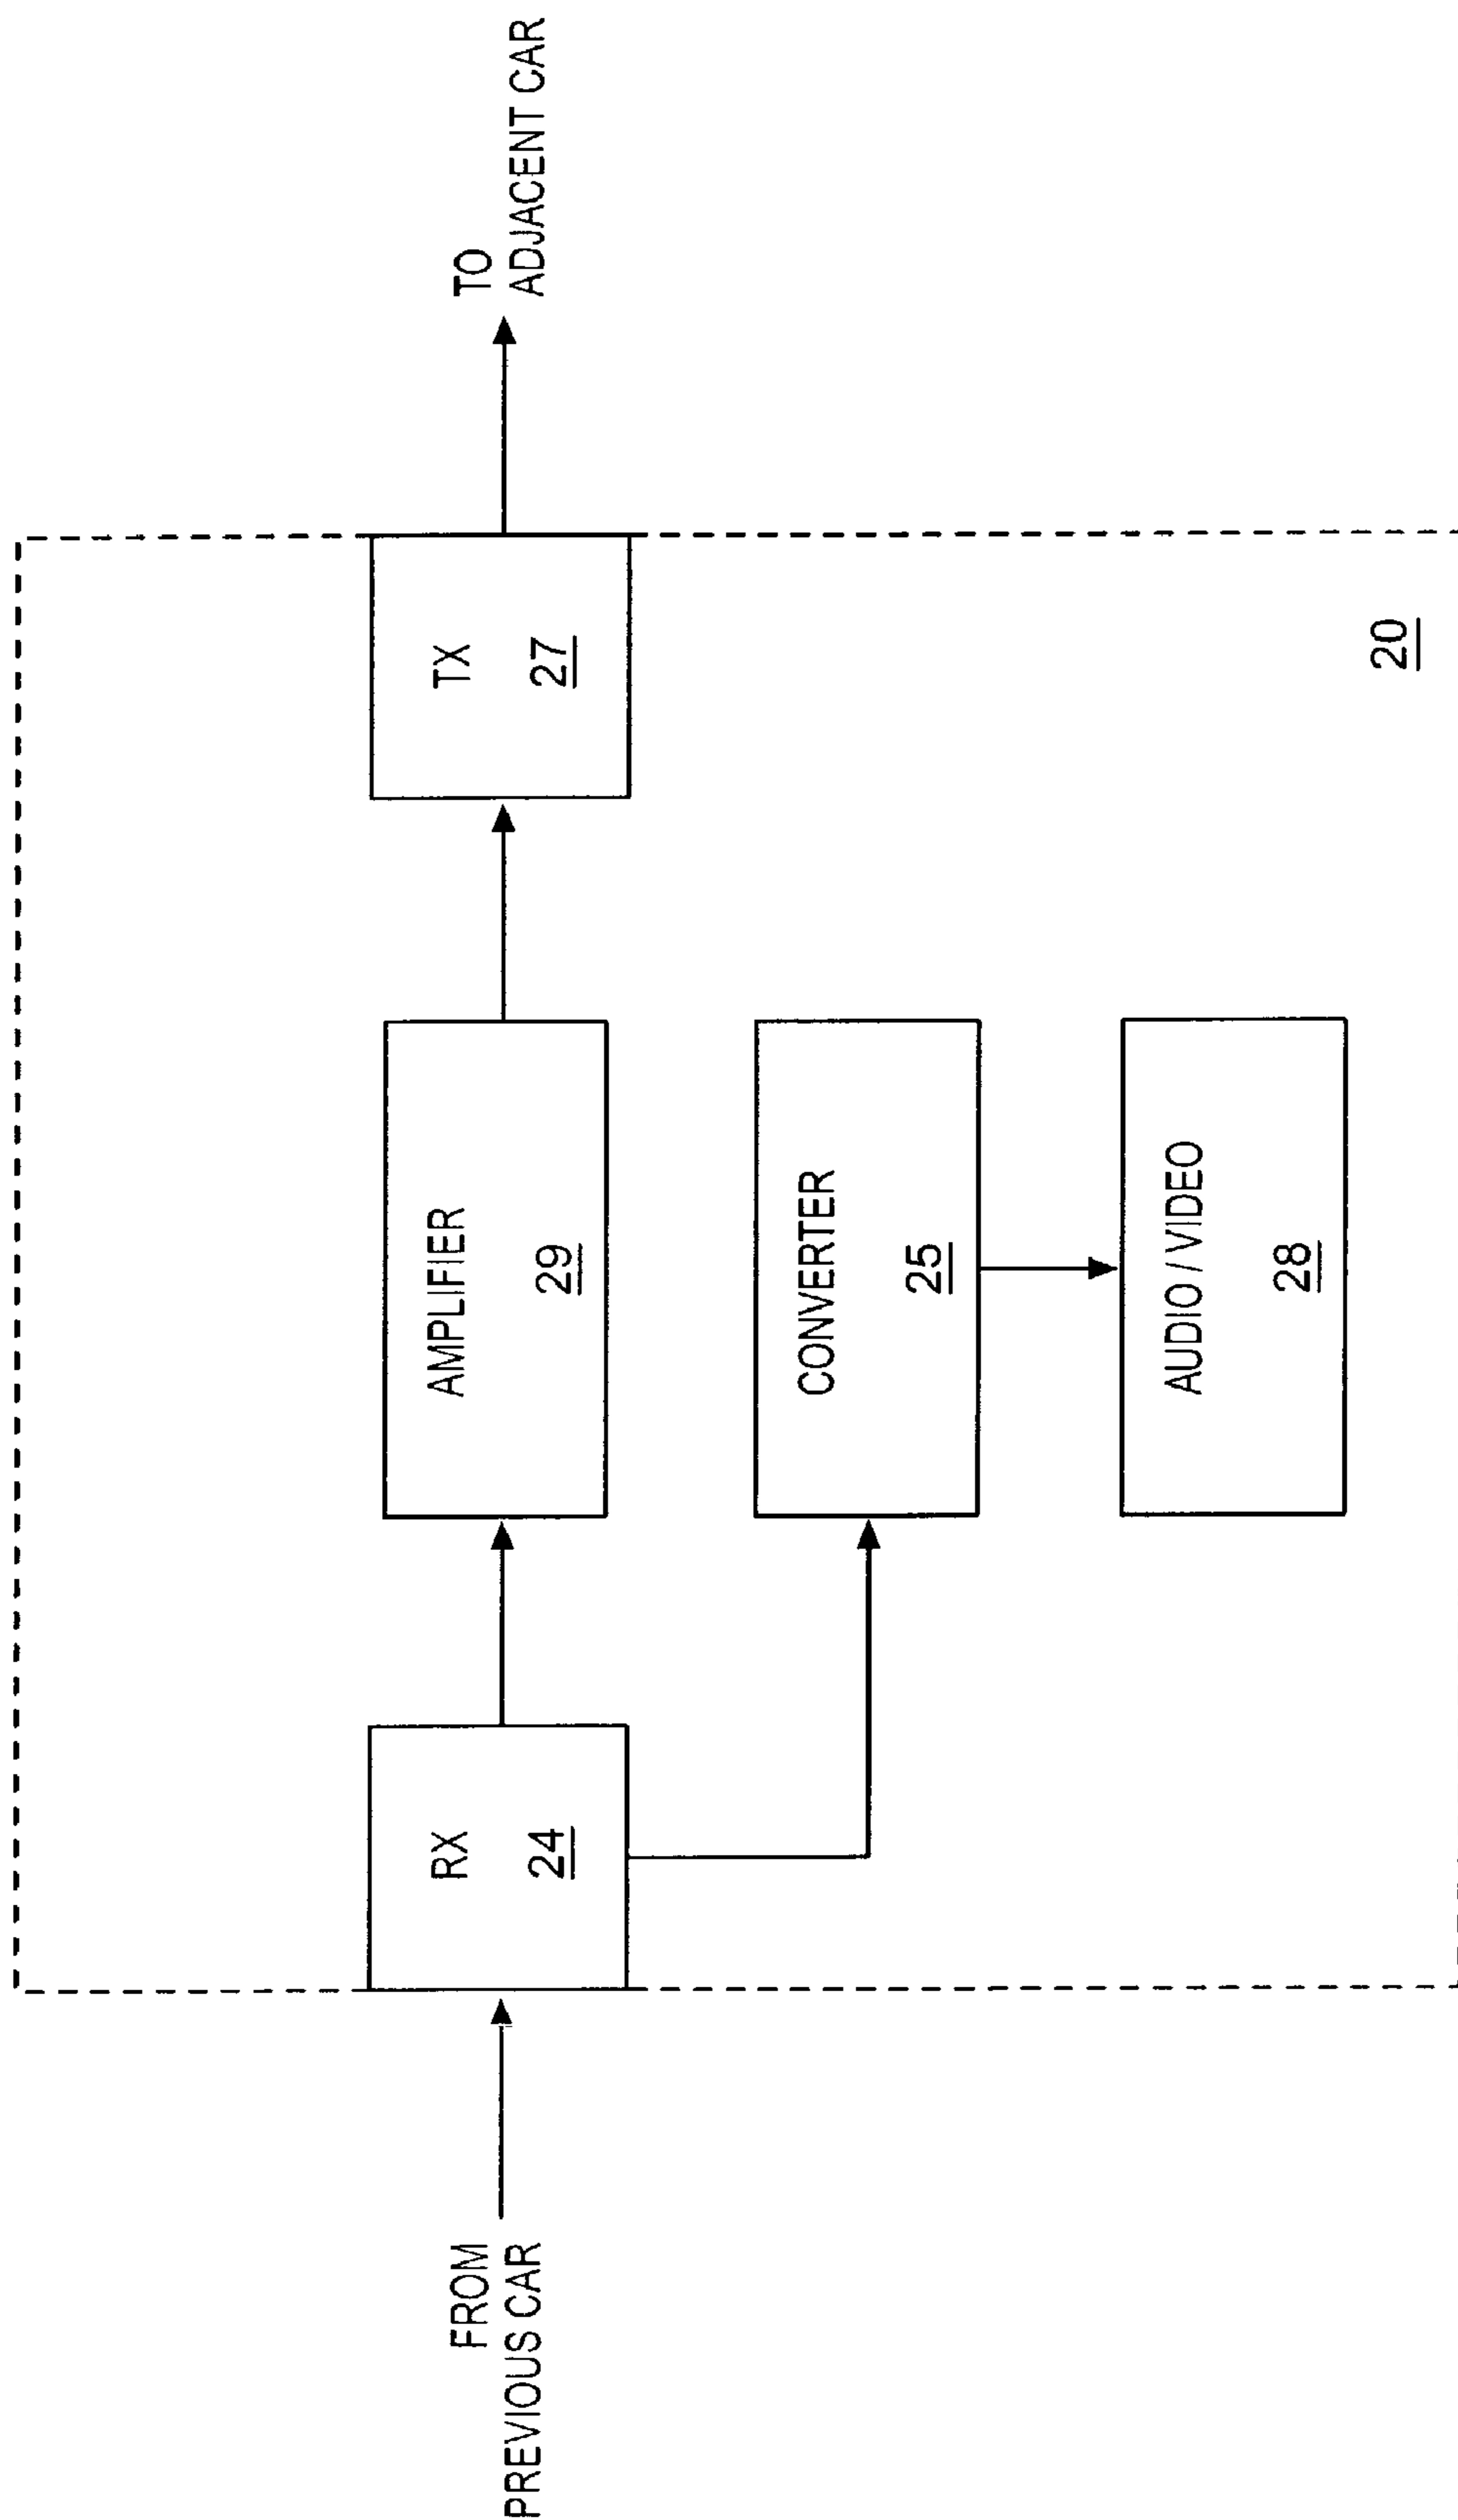 FROM
PREVIOUS CAR
RX
24
AMPLIFIER
29
TX
27
TO
ADJACENT CAR
CONVERTER
25
AUDIO / VIDEO
28
20